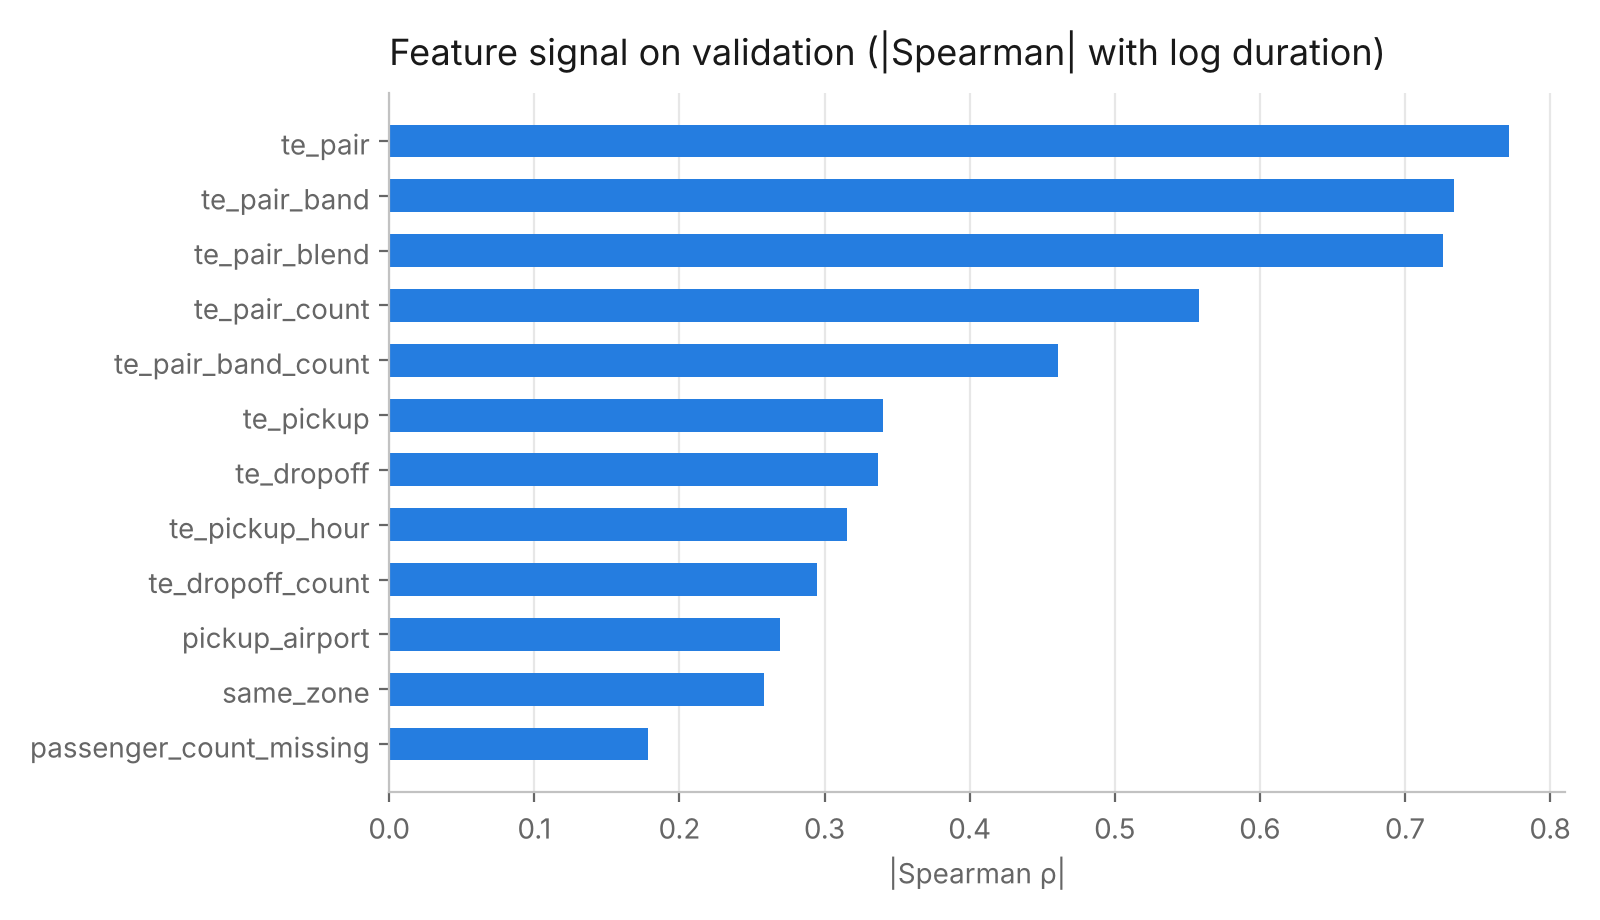 Feature signal on validation (|Spearman| with log duration)
te_pair
te_pair_band
te_pair_blend
te_pair_count
te_pair_band_count
te_pickup
te_dropoff
te_pickup_hour
te_dropoff_count
pickup_airport
same_zone
passenger_count_missing
0.0 0.1 0.2 0.3 0.4 0.5 0.6 0.7 0.8
|Spearman ρ|